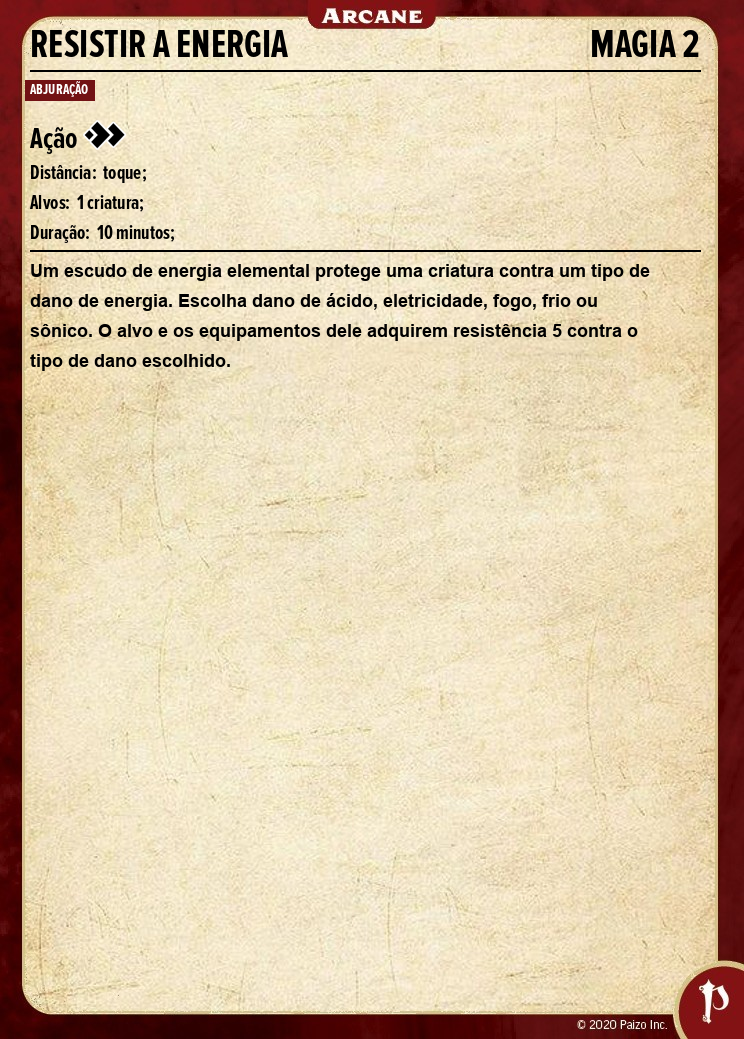 ARCANE
RESISTIR A ENERGIA MAGIA 2
ABJURAÇÃO
Ação
Distância: toque;
Alvos: 1 criatura;
Duração: 10 minutos;
Um escudo de energia elemental protege uma criatura contra um tipo de
dano de energia. Escolha dano de ácido, eletricidade, fogo, frio ou
sônico. O alvo e os equipamentos dele adquirem resistência 5 contra o
tipo de dano escolhido.
© 2020 Paizo Inc.